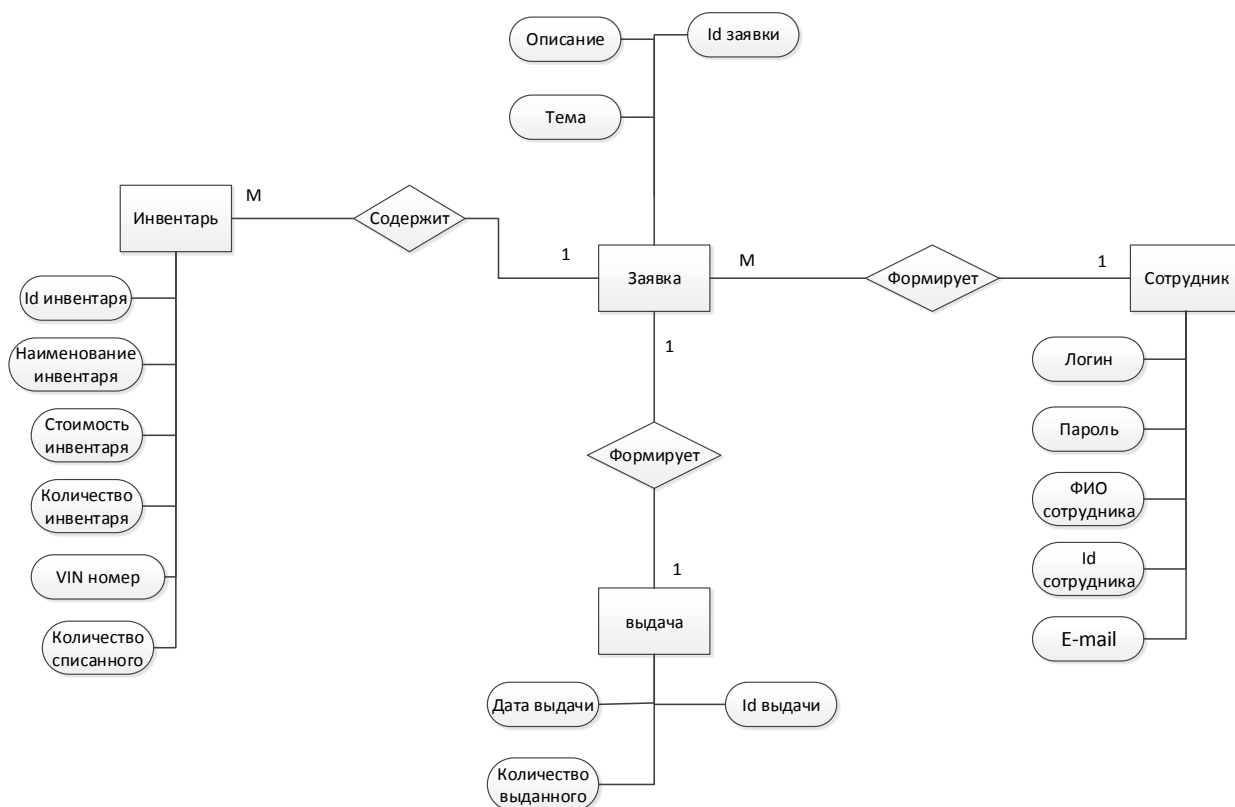 Описание
Id заявки
Тема
М
Инвентарь
Содержит
1
Заявка
М
Формирует
1
Сотрудник
Id инвентаря
Наименование
инвентаря
Стоимость
инвентаря
Количество
инвентаря
VIN номер
Количество
списанного
1
Формирует
1
выдача
Дата выдачи
Id выдачи
Количество
выданного
Логин
Пароль
ФИО
сотрудника
Id
сотрудника
E-mail